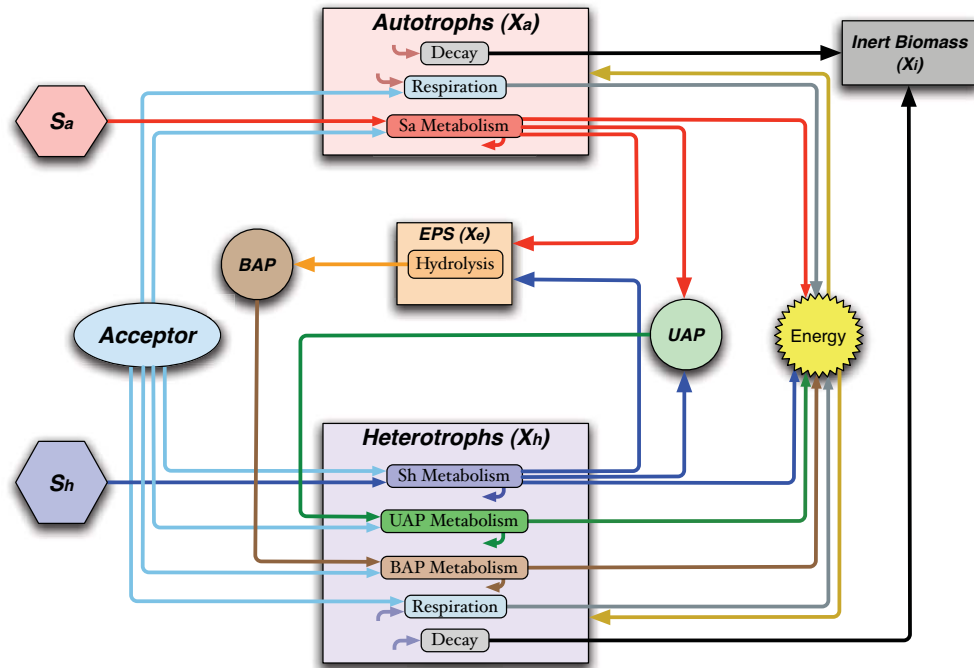 Autotrophs (Xa)
Decay
Respiration
Sa Metabolism
Inert Biomass
(Xi)
Sa
EPS (Xe)
Hydrolysis
BAP
Acceptor
UAP
Energy
Heterotrophs (Xh)
Sh Metabolism
Sh
UAP Metabolism
BAP Metabolism
Respiration
Decay